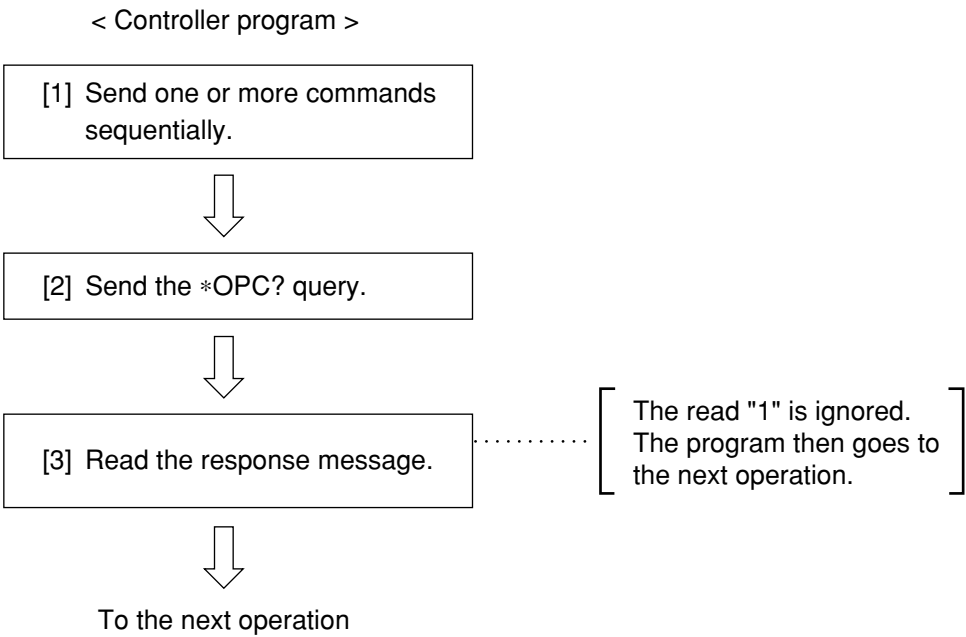 < Controller program >
[1] Send one or more commands
sequentially.
[2] Send the *OPC? query.
[3] Read the response message.
The read "1" is ignored.
The program then goes to
the next operation.
To the next operation